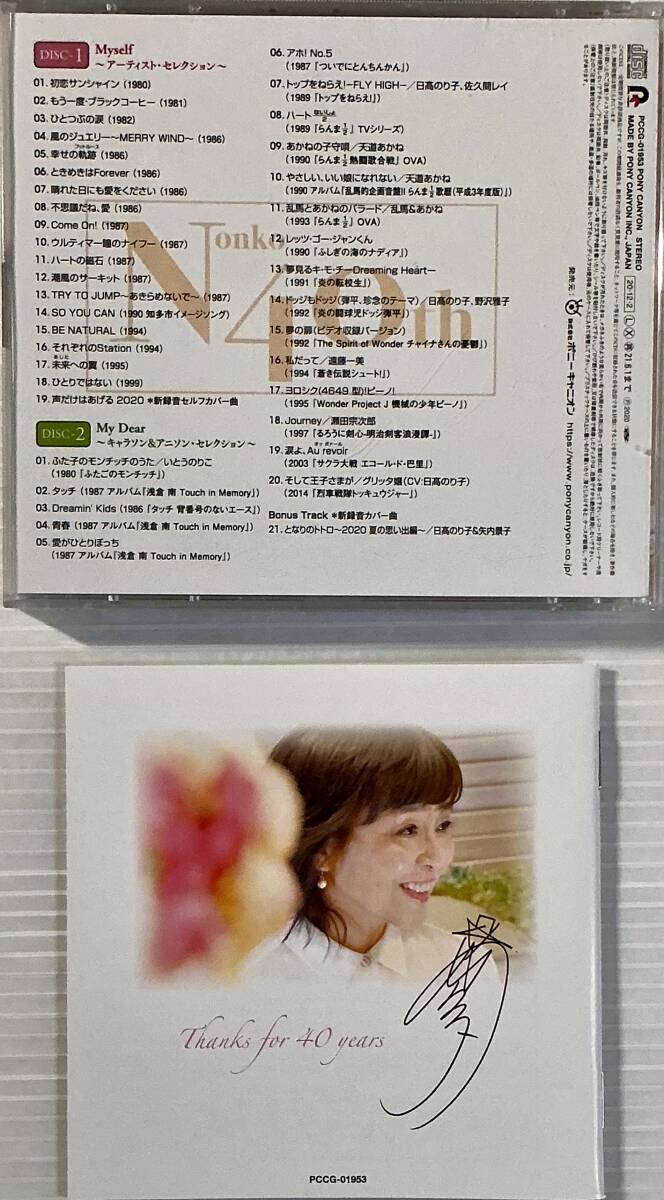 DISC-1 Myself
～アーティスト・セレクション～
01. 初恋サンシャイン (1980)
02. もう一度・ブラックコーヒー (1981)
03. ひとつぶの涙 (1982)
04. 風のジュエリー～MERRY WIND～ (1986)
05. 幸せの軌跡 (1986)
06. ときめきはForever (1986)
07. 晴れた日にも愛をください (1986)
08. 不思議だね、愛 (1986)
09. Come On! (1987)
10. ウルティマー瞳のナイフー (1987)
11. ハートの磁石 (1987)
12. 潮風のサーキット (1987)
13. TRY TO JUMP～あきらめないで～ (1987)
14. SO YOU CAN (1990 知多市イメージソング)
15. BE NATURAL (1994)
16. それぞれのStation (1994)
17. 未来への翼 (1995)
18. ひとりではない (1999)
19. 声だけはあげる 2020 *新録音セルフカバー曲
DISC-2 My Dear
～キャラソン&アニソン・セレクション～
01. ふた子のモンチッチのうた／いとうのりこ
(1980『ふたごのモンチッチ』)
02. タッチ (1987 アルバム『浅倉 南 Touch in Memory』)
03. Dreamin' Kids (1986『タッチ 背番号のないエース』)
04. 青春 (1987 アルバム『浅倉 南 Touch in Memory』)
05. 愛がひとりぼっち
(1987 アルバム『浅倉 南 Touch in Memory』)
06. アホ! No.5
(1987『ついでにとんちんかん』)
07. トップをねらえ!～FLY HIGH～／日髙のり子、佐久間レイ
(1989『トップをねらえ!』)
08. ハート
(1989『らんま½』TVシリーズ)
09. あかねの子守唄／天道あかね
(1990『らんま½ 熱闘歌合戦』OVA)
10. やさしい、いい娘になれない／天道あかね
(1990 アルバム『乱馬的企画音盤II らんま½ 歌暦(平成3年度版)』)
11. 乱馬とあかねのバラード／乱馬&あかね
(1993『らんま½』OVA)
12. レッツ・ゴー・ジャンくん
(1990『ふしぎの海のナディア』)
13. 夢見るキ・モ・チーDreaming Heartー
(1991『炎の転校生』)
14. ドッジもドッジ(弾平、珍念のテーマ)／日髙のり子、野沢雅子
(1992『炎の闘球児ドッジ弾平』)
15. 夢の扉(ビデオ収録バージョン)
(1992『The Spirit of Wonder チャイナさんの憂鬱』)
16. 私だって／遠藤一美
(1994『蒼き伝説シュート!』)
17. ヨロシク(4649 型)!ピーノ!
(1995『Wonder Project J 機械の少年ピーノ』)
18. Journey／瀬田宗次郎
(1997『るろうに剣心-明治剣客浪漫譚-』)
19. 涙よ、Au revoir
(2003『サクラ大戦 エコール・ド・巴里』)
20. そして王子さまが／グリッタ嬢(CV:日髙のり子)
(2014『烈車戦隊トッキュウジャー』)
Bonus Track *新録音カバー曲
21. となりのトトロ～2020 夏の思い出編～／日髙のり子&矢内景子
Nonko 40th
PCCG-01953 PONY CANYON STEREO
MADE BY PONY CANYON INC., JAPAN
20・12・2 Ⓛ Ⓧ 21.6.1まで Ⓟ2020
発売元: 株式会社 ポニーキャニオン https://www.ponycanyon.co.jp/
Thanks for 40 years
PCCG-01953